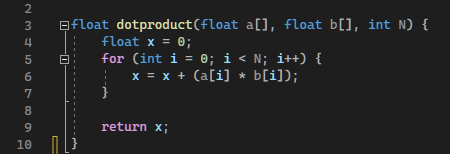 2
3 float dotproduct(float a[], float b[], int N) {
4     float x = 0;
5     for (int i = 0; i < N; i++) {
6         x = x + (a[i] * b[i]);
7     }
8
9     return x;
10 }